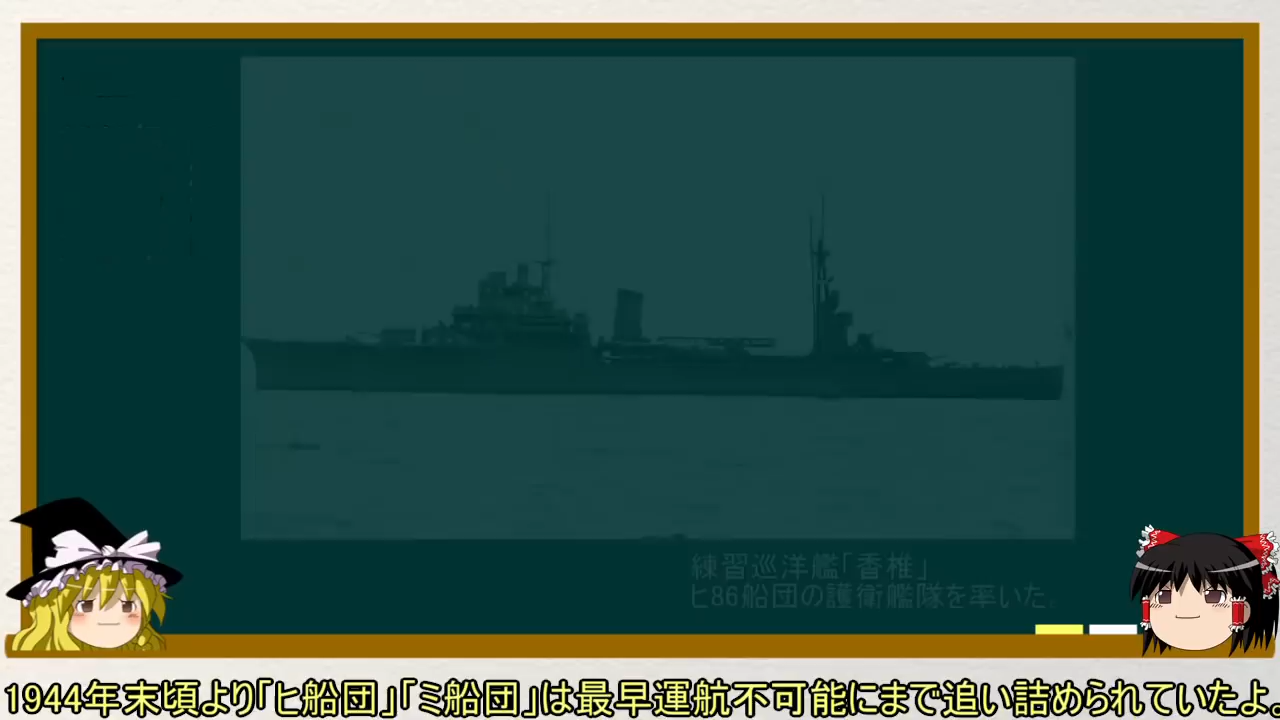 練習巡洋艦「香椎」
ヒ86船団の護衛艦隊を率いた.
1944年末頃より「ヒ船団」「ミ船団」は最早運航不可能にまで追い詰められていたよ。